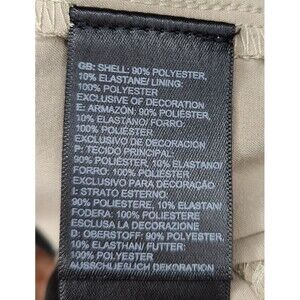 GB: SHELL: 90% POLYESTER,
10% ELASTANE/ LINING:
100% POLYESTER
EXCLUSIVE OF DECORATION
E: ARMAZÓN: 90% POLIÉSTER,
10% ELASTANO/ FORRO:
100% POLIÉSTER
EXCLUSIVO DE DECORACIÓN
P: TECIDO PRINCIPAL:
90% POLIÉSTER, 10% ELASTANO/
FORRO: 100% POLIÉSTER
EXCLUSIVO PARA DECORAÇÃO
I: STRATO ESTERNO:
90% POLIESTERE, 10% ELASTAN/
FODERA: 100% POLIESTERE
ESCLUSA LA DECORAZIONE
D: OBERSTOFF: 90% POLYESTER,
10% ELASTHAN/ FUTTER:
100% POLYESTER
AUSSCHLIESLICH DEKORATION